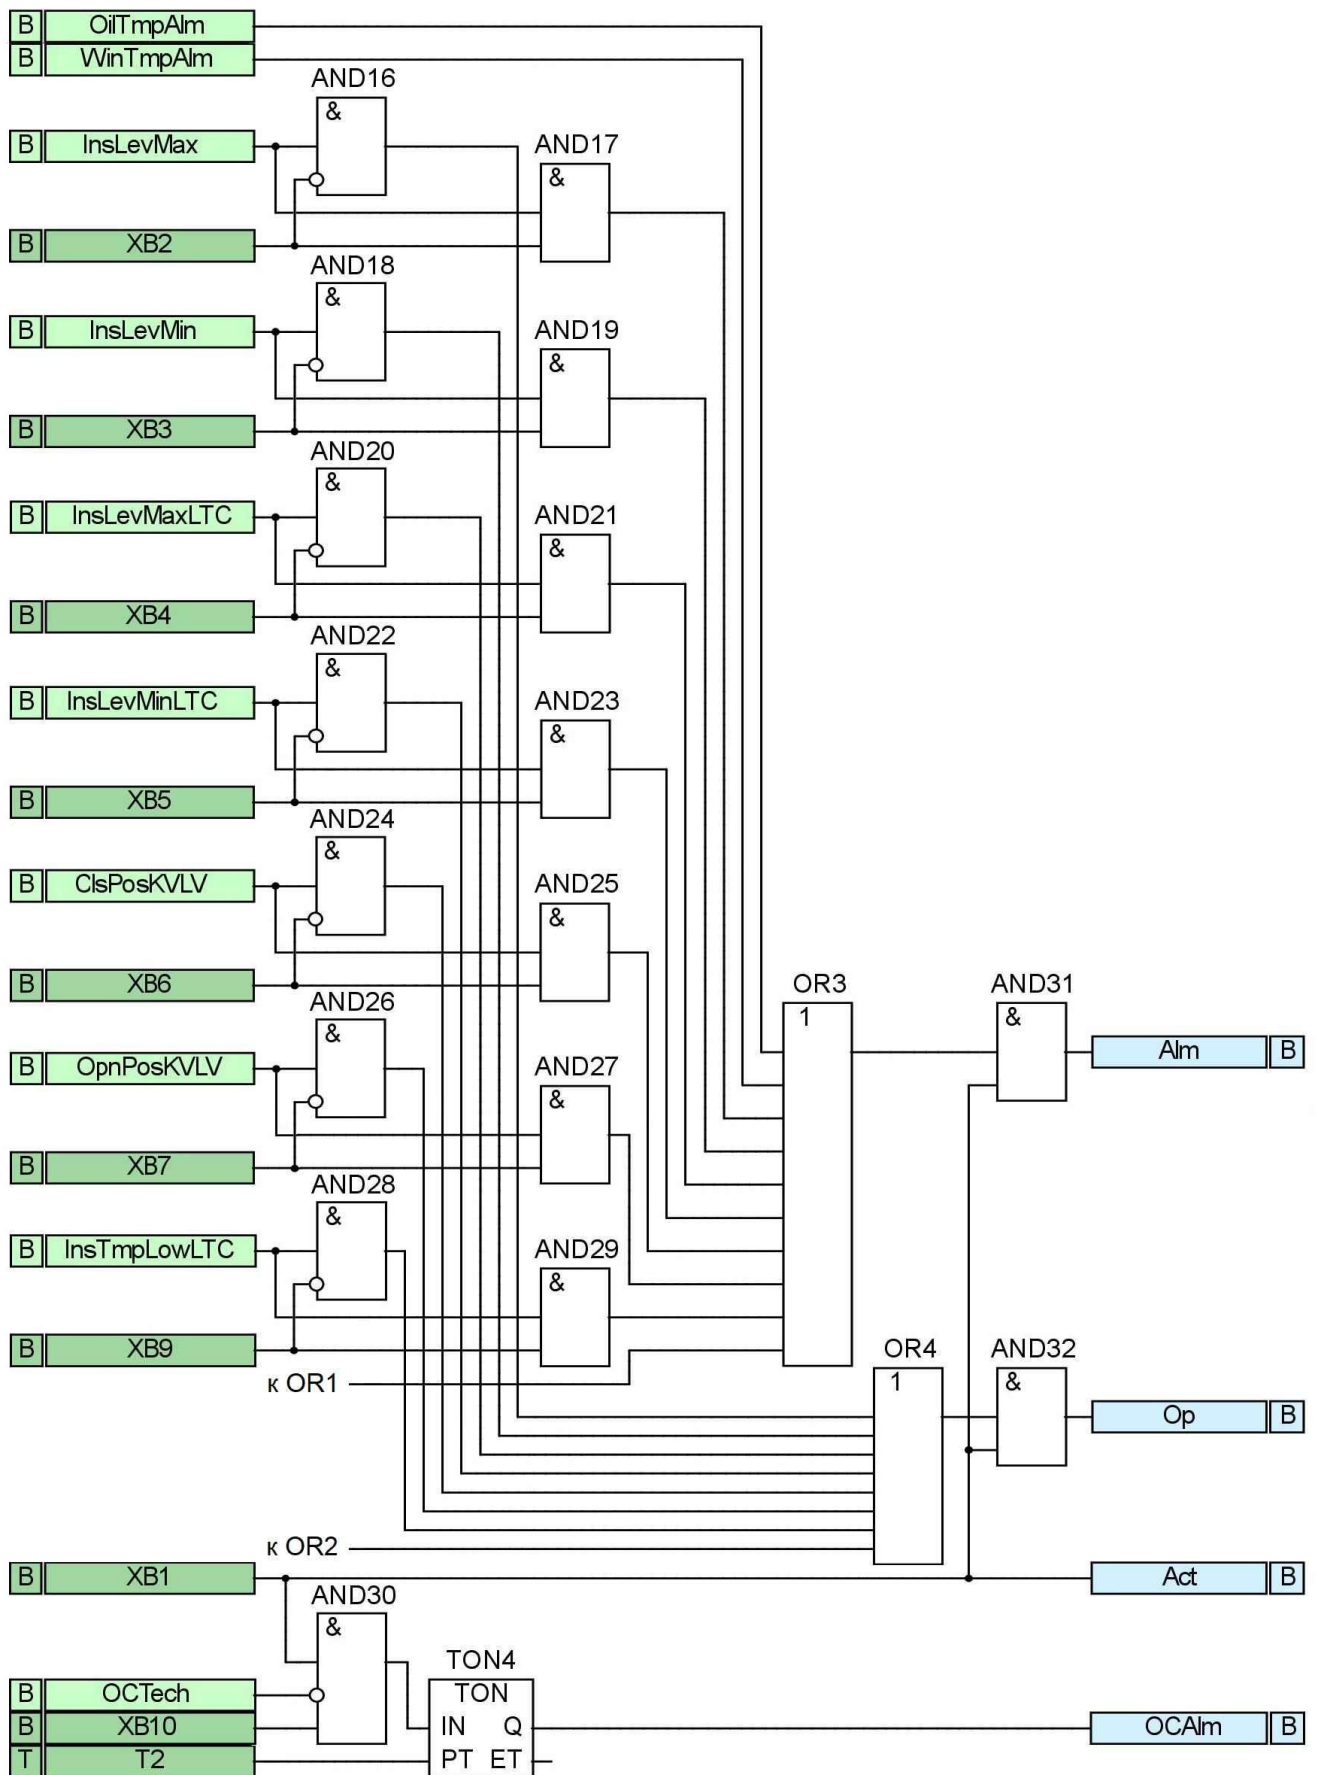 B OilTmpAlm
B WinTmpAlm
AND16
&
B InsLevMax
AND17
&
B XB2
AND18
&
B InsLevMin
AND19
&
B XB3
AND20
&
B InsLevMaxLTC
AND21
&
B XB4
AND22
&
B InsLevMinLTC
AND23
&
B XB5
AND24
&
B ClsPosKVLV
AND25
&
B XB6
OR3
1
AND31
&
AND26
&
Alm B
B OpnPosKVLV
AND27
&
B XB7
AND28
&
B InsTmpLowLTC
AND29
&
B XB9
OR4
1
AND32
&
к OR1
Op B
к OR2
B XB1
Act B
AND30
&
TON4
TON
B OCTech
B XB10
IN Q
OCAlm B
T T2
PT ET